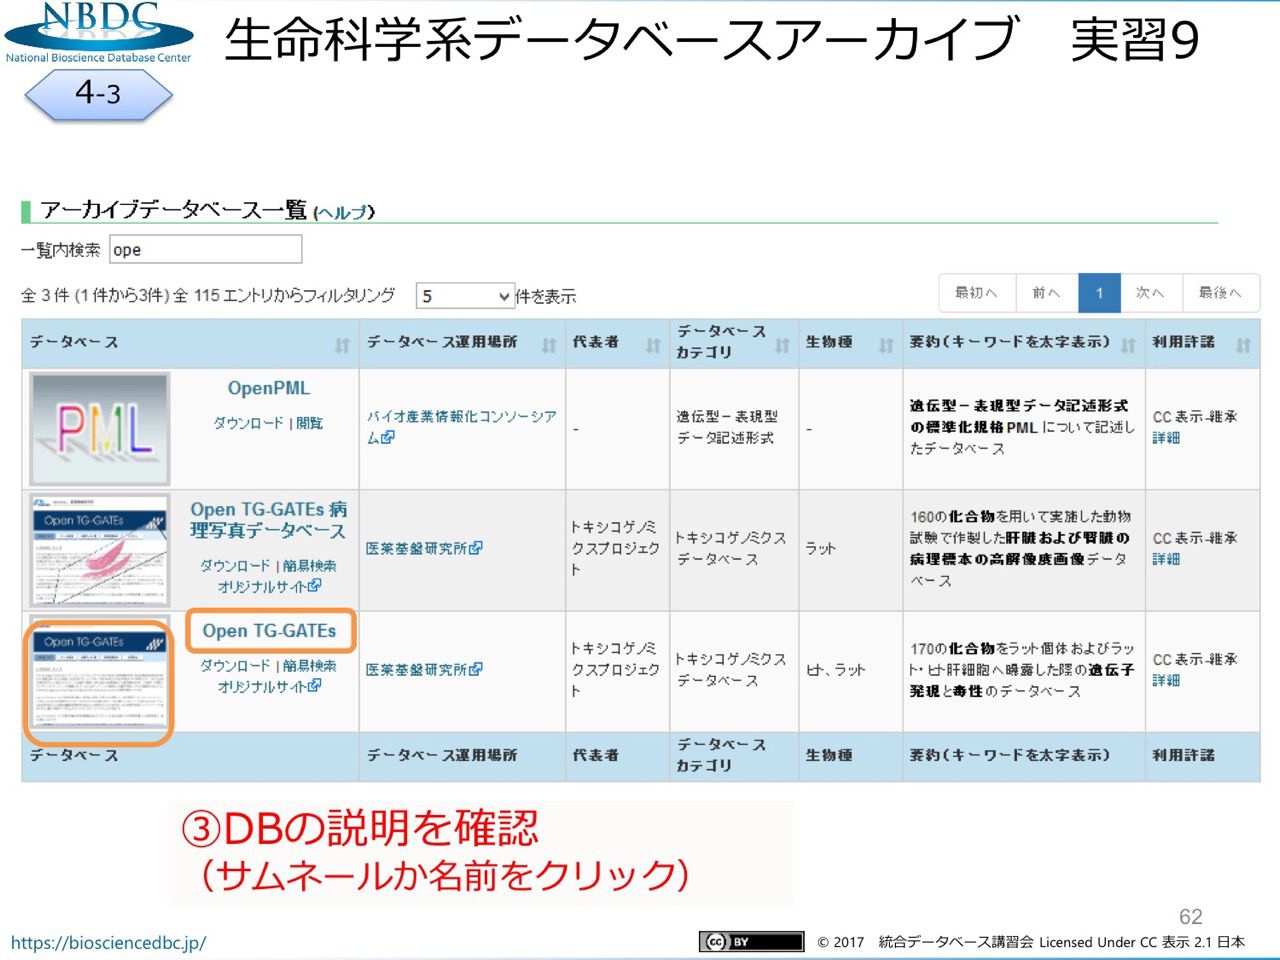 NBDC
National Bioscience Database Center
生命科学系データベースアーカイブ　実習9
4-3
アーカイブデータベース一覧 (ヘルプ)
一覧内検索 ope
全 3 件 (1 件から3件) 全 115 エントリからフィルタリング 5 件を表示
最初へ 前へ 1 次へ 最後へ
データベース データベース運用場所 代表者 データベース
カテゴリ 生物種 要約(キーワードを太字表示) 利用許諾
PML
OpenPML
ダウンロード | 閲覧
バイオ産業情報化コンソーシア
ム
-
遺伝型－表現型
データ記述形式
-
遺伝型－表現型データ記述形式
の標準化規格PML について記述し
たデータベース
CC 表示-継承
詳細
Open TG-GATEs
Open TG-GATEs 病
理写真データベース
ダウンロード | 簡易検索
オリジナルサイト
医薬基盤研究所
トキシコゲノミ
クスプロジェク
ト
トキシコゲノミクス
データベース
ラット
160の化合物を用いて実施した動物
試験で作製した肝臓および腎臓の
病理標本の高解像度画像データ
ベース
CC 表示-継承
詳細
Open TG-GATEs
Open TG-GATEs
ダウンロード | 簡易検索
オリジナルサイト
医薬基盤研究所
トキシコゲノミ
クスプロジェク
ト
トキシコゲノミクス
データベース
ヒト、ラット
170の化合物をラット個体およびラッ
ト・ヒト肝細胞へ曝露した際の遺伝子
発現と毒性のデータベース
CC 表示-継承
詳細
データベース データベース運用場所 代表者 データベース
カテゴリ 生物種 要約(キーワードを太字表示) 利用許諾
③DBの説明を確認
（サムネールか名前をクリック）
62
https://biosciencedbc.jp/
cc BY © 2017　統合データベース講習会 Licensed Under CC 表示 2.1 日本